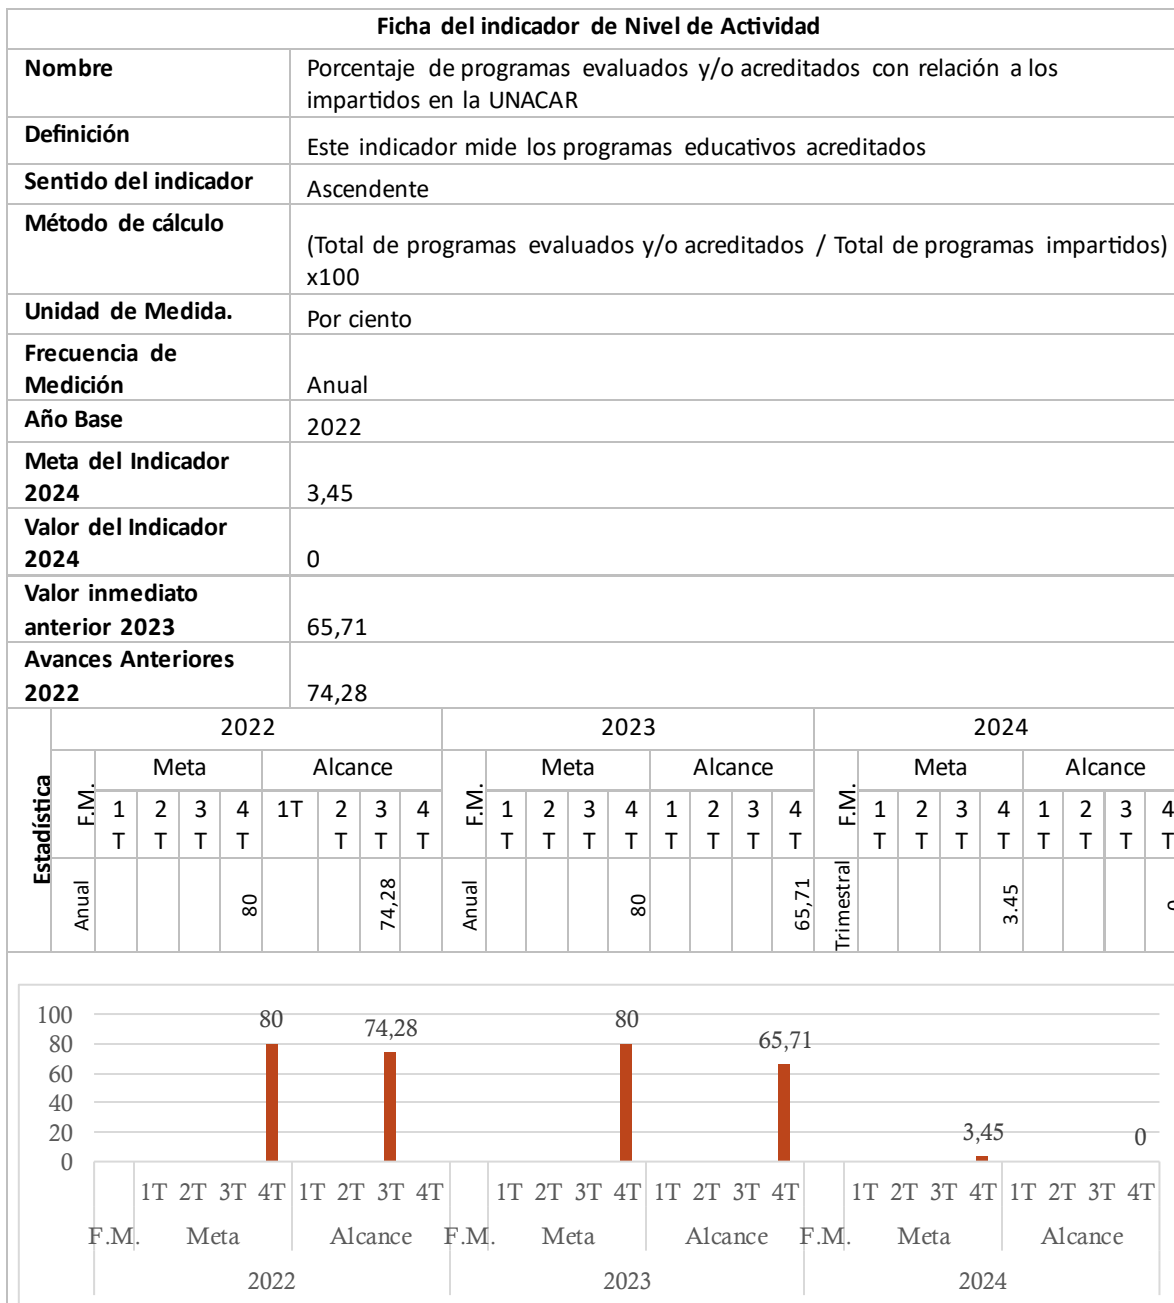 Ficha del indicador de Nivel de Actividad
Nombre
Porcentaje de programas evaluados y/o acreditados con relación a los
impartidos en la UNACAR
Definición
Este indicador mide los programas educativos acreditados
Sentido del indicador
Ascendente
Método de cálculo
(Total de programas evaluados y/o acreditados / Total de programas impartidos)
x100
Unidad de Medida.
Por ciento
Frecuencia de
Medición
Anual
Año Base
2022
Meta del Indicador
2024
3,45
Valor del Indicador
2024
0
Valor inmediato
anterior 2023
65,71
Avances Anteriores
2022
74,28
Estadística
2022 2023 2024
F.M. Meta Alcance F.M. Meta Alcance F.M. Meta Alcance
1 2 3 4 1T 2 3 4 1 2 3 4 1 2 3 4 1 2 3 4 1 2 3 4
T T T T T T T T T T T T T T T T T T T T T T T
Anual 80 74,28 Anual 80 65,71 Trimestral 3.45 0
100
80
60
40
20
0
80 74,28 80 65,71 3,45 0
1T 2T 3T 4T 1T 2T 3T 4T 1T 2T 3T 4T 1T 2T 3T 4T 1T 2T 3T 4T 1T 2T 3T 4T
F.M. Meta Alcance F.M. Meta Alcance F.M. Meta Alcance
2022 2023 2024